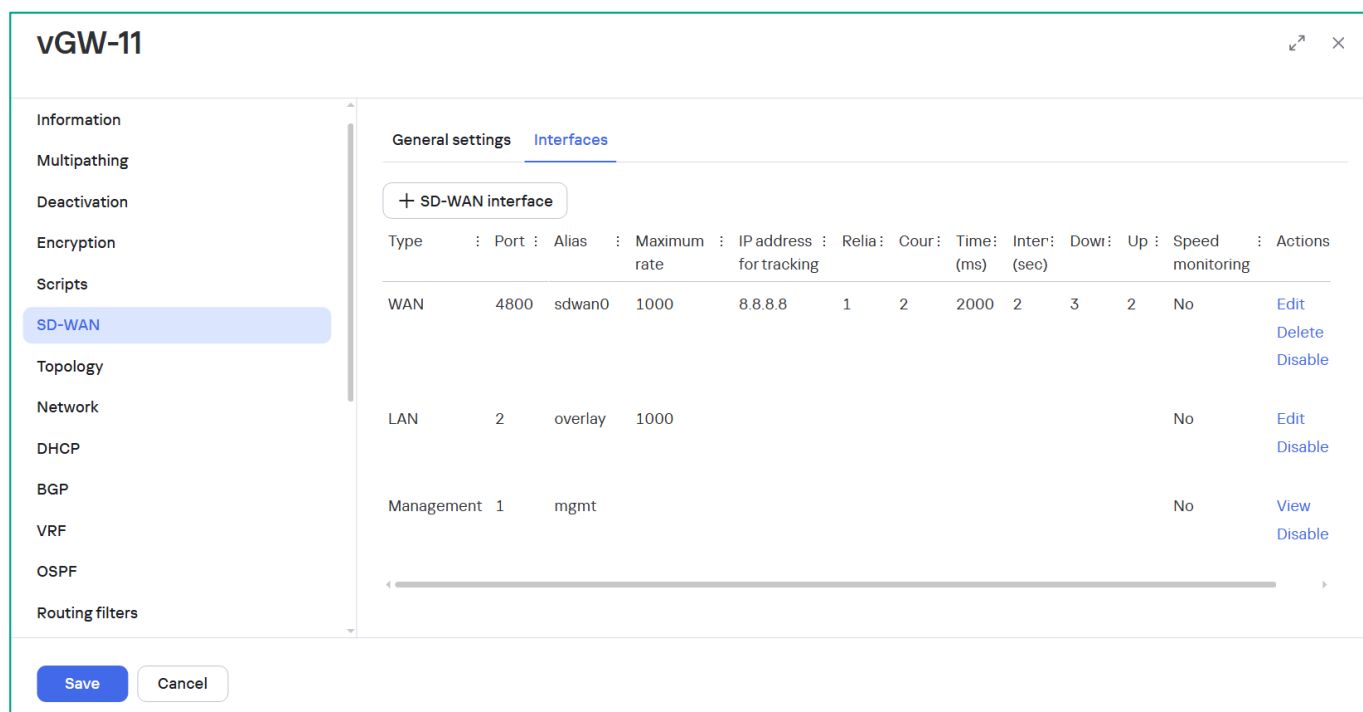 vGW-11
Information
Multipathing
Deactivation
Encryption
Scripts
SD-WAN
Topology
Network
DHCP
BGP
VRF
OSPF
Routing filters
General settings Interfaces
+ SD-WAN interface
Type Port Alias Maximum rate IP address for tracking Relia Cour Time (ms) Inter (sec) Dow Up Speed monitoring Actions
WAN 4800 sdwan0 1000 8.8.8.8 1 2 2000 2 3 2 No Edit
Delete
Disable
LAN 2 overlay 1000 No Edit
Disable
Management 1 mgmt No View
Disable
Save Cancel